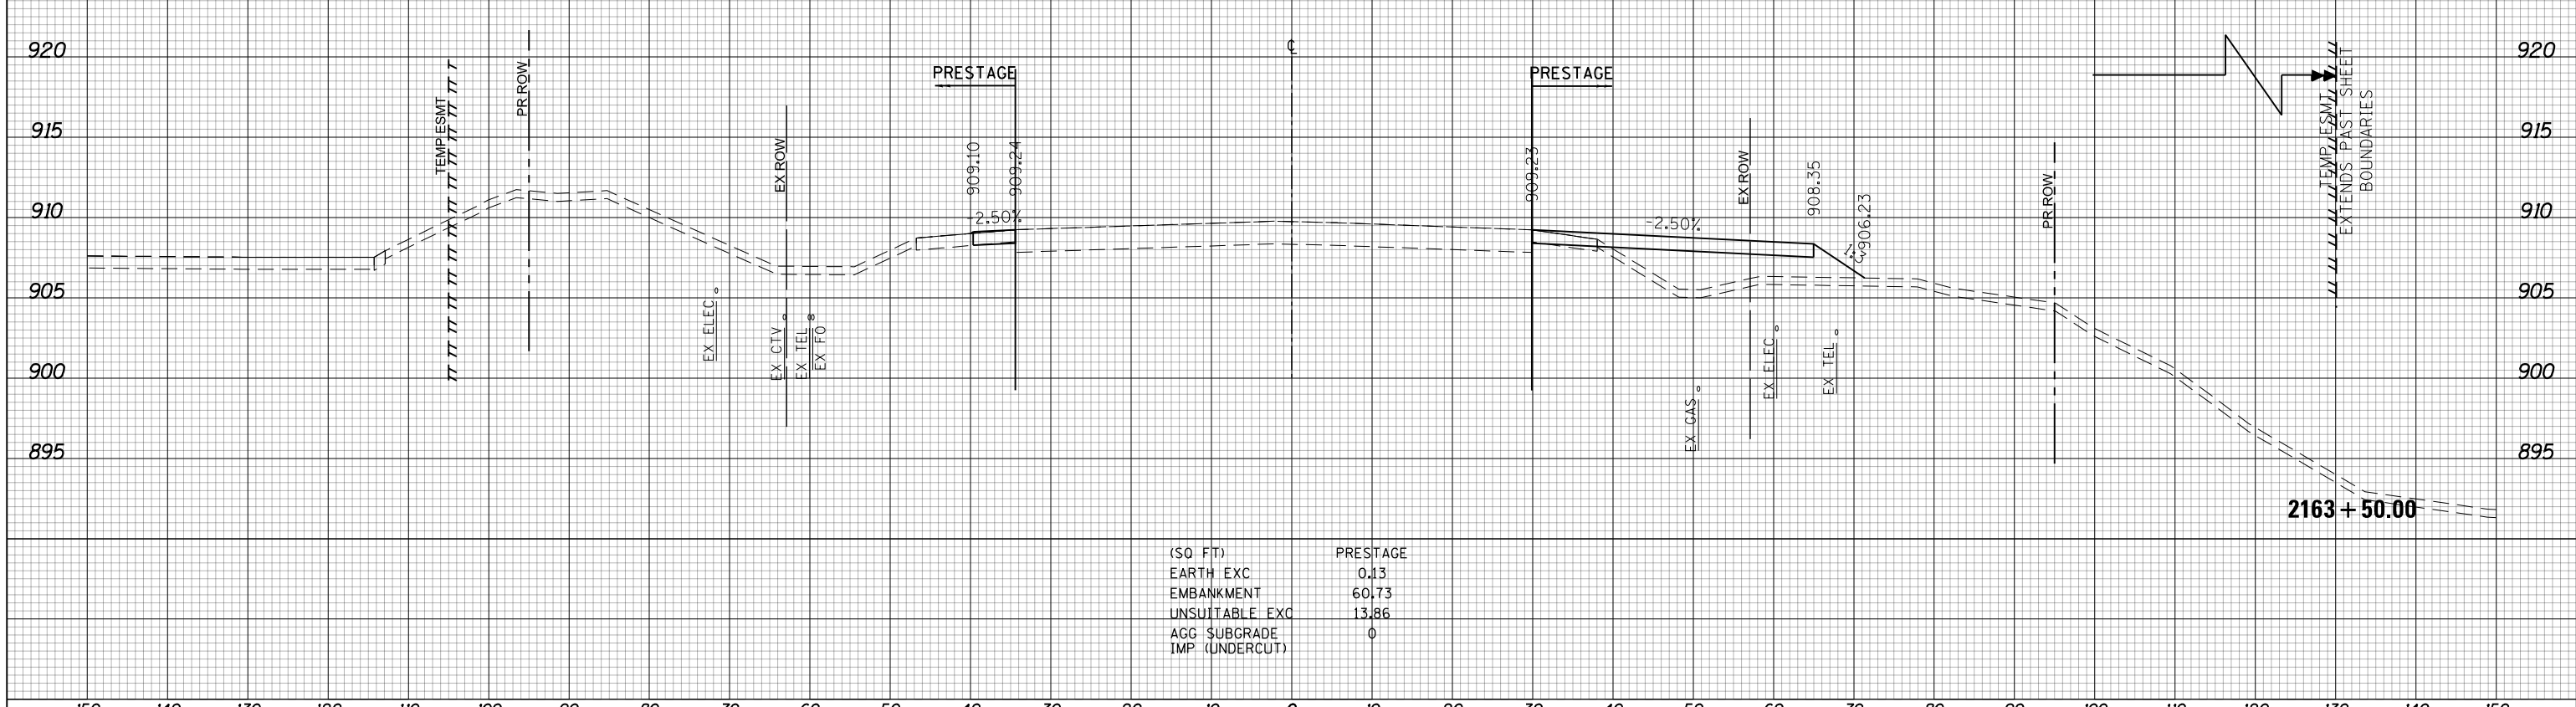 920
915
910
905
900
895
TEMP ESMT
PR ROW
EX ROW
PRESTAGE
909.10
909.24
-2.50%
EX ELEC
EX CTV
EX TEL
EX FO
℄
PRESTAGE
909.23
-2.50%
EX ROW
908.35
1:3
906.23
EX GAS
EX ELEC
EX TEL
PR ROW
TEMP ESMT
EXTENDS PAST SHEET
BOUNDARIES
920
915
910
905
900
895
2163+50.00
(SQ FT) PRESTAGE
EARTH EXC 0.13
EMBANKMENT 60.73
UNSUITABLE EXC 13.86
AGG SUBGRADE 0
IMP (UNDERCUT)